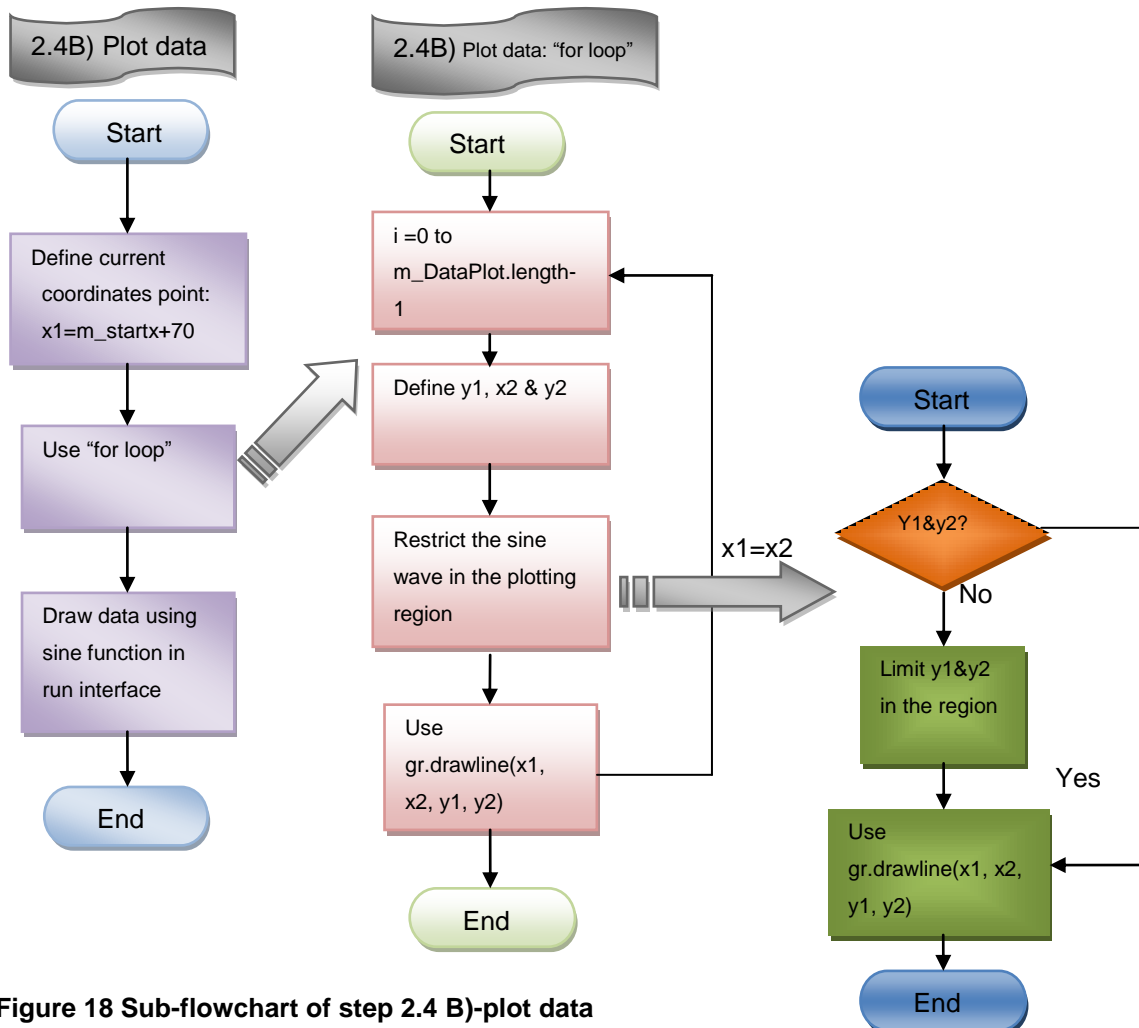 2.4B) Plot data
Start
Define current
coordinates point:
x1=m_startx+70
Use “for loop”
Draw data using
sine function in
run interface
End
2.4B) Plot data: “for loop”
Start
i =0 to
m_DataPlot.length-
1
Define y1, x2 & y2
Restrict the sine
wave in the plotting
region
Use
gr.drawline(x1,
x2, y1, y2)
End
x1=x2
Start
Y1&y2?
No
Limit y1&y2
in the region
Yes
Use
gr.drawline(x1, x2,
y1, y2)
End
Figure 18 Sub-flowchart of step 2.4 B)-plot data